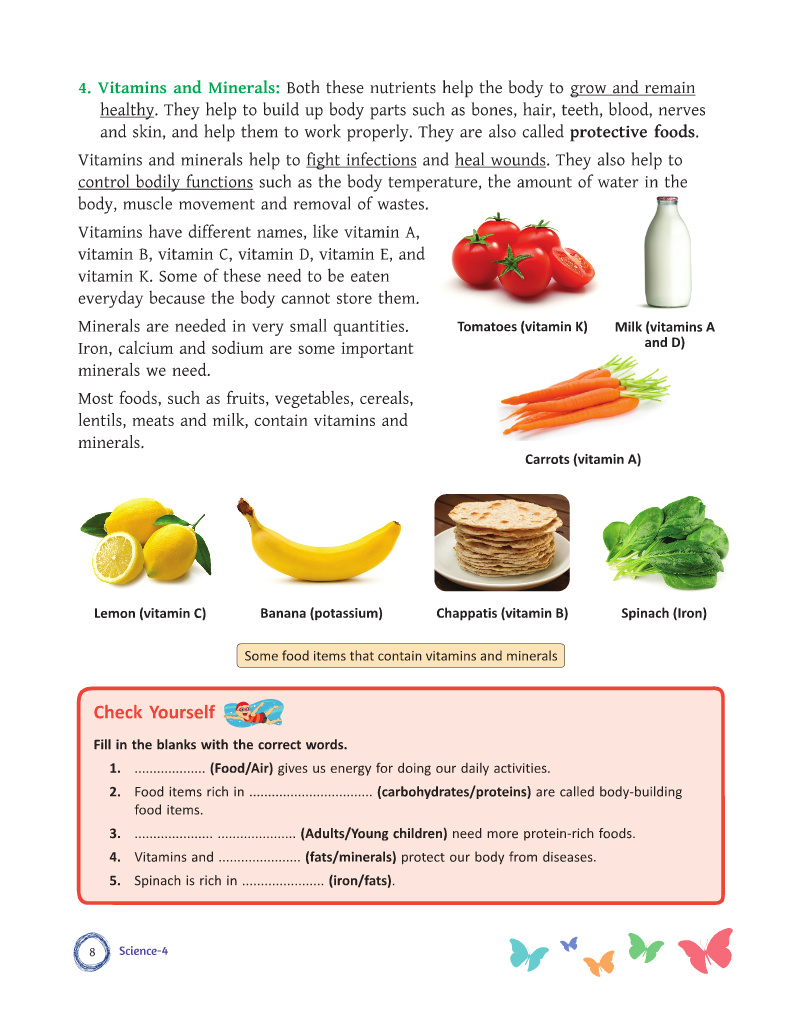 4. Vitamins and Minerals: Both these nutrients help the body to grow and remain
healthy. They help to build up body parts such as bones, hair, teeth, blood, nerves
and skin, and help them to work properly. They are also called protective foods.
Vitamins and minerals help to fight infections and heal wounds. They also help to
control bodily functions such as the body temperature, the amount of water in the
body, muscle movement and removal of wastes.
Vitamins have different names, like vitamin A,
vitamin B, vitamin C, vitamin D, vitamin E, and
vitamin K. Some of these need to be eaten
everyday because the body cannot store them.
Minerals are needed in very small quantities.
Iron, calcium and sodium are some important
minerals we need.
Most foods, such as fruits, vegetables, cereals,
lentils, meats and milk, contain vitamins and
minerals.
Tomatoes (vitamin K)
Milk (vitamins A
and D)
Carrots (vitamin A)
Lemon (vitamin C)
Banana (potassium)
Chappatis (vitamin B)
Spinach (Iron)
Some food items that contain vitamins and minerals
Check Yourself
Fill in the blanks with the correct words.
1. ................... (Food/Air) gives us energy for doing our daily activities.
2. Food items rich in ................................. (carbohydrates/proteins) are called body-building
food items.
3. ..................... ..................... (Adults/Young children) need more protein-rich foods.
4. Vitamins and ...................... (fats/minerals) protect our body from diseases.
5. Spinach is rich in ...................... (iron/fats).
8 Science-4